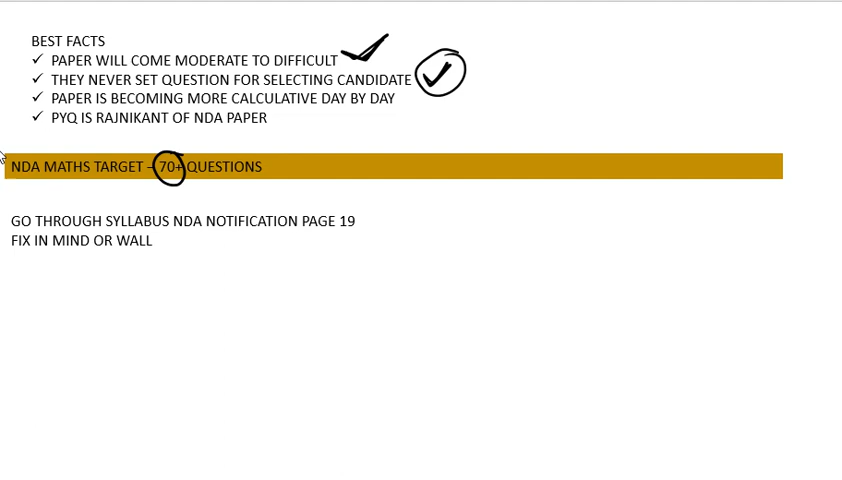 BEST FACTS
✓ PAPER WILL COME MODERATE TO DIFFICULT
✓ THEY NEVER SET QUESTION FOR SELECTING CANDIDATE
✓ PAPER IS BECOMING MORE CALCULATIVE DAY BY DAY
✓ PYQ IS RAJNIKANT OF NDA PAPER
NDA MATHS TARGET – 70+ QUESTIONS
GO THROUGH SYLLABUS NDA NOTIFICATION PAGE 19
FIX IN MIND OR WALL